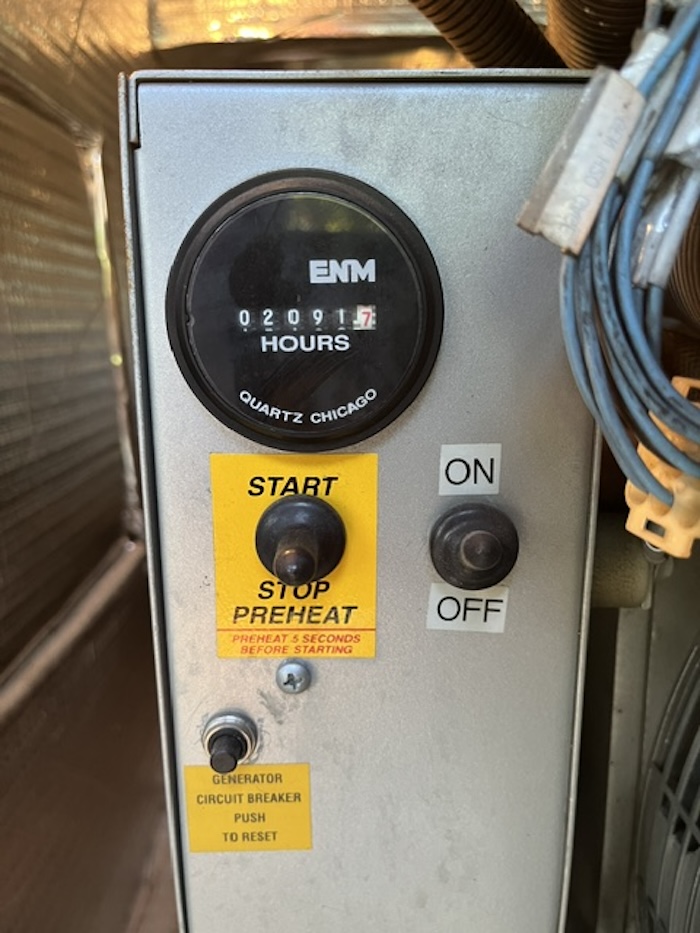 ENM
020917
HOURS
QUARTZ CHICAGO
START
STOP
PREHEAT
PREHEAT 5 SECONDS
BEFORE STARTING
ON
OFF
GENERATOR
CIRCUIT BREAKER
PUSH
TO RESET